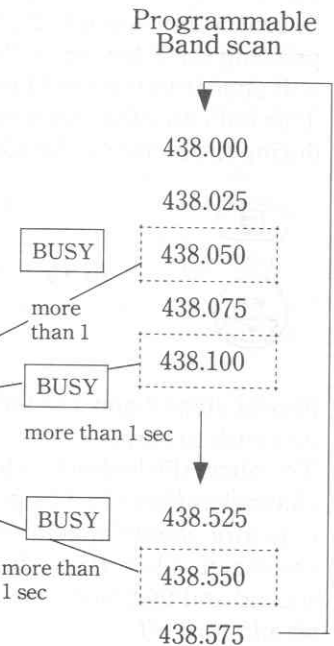 Programmable
Band scan
438.000
438.025
BUSY
438.050
more
than 1
438.075
438.100
BUSY
more than 1 sec
BUSY
438.525
more than
1 sec
438.550
438.575